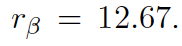 r_β = 12.67.